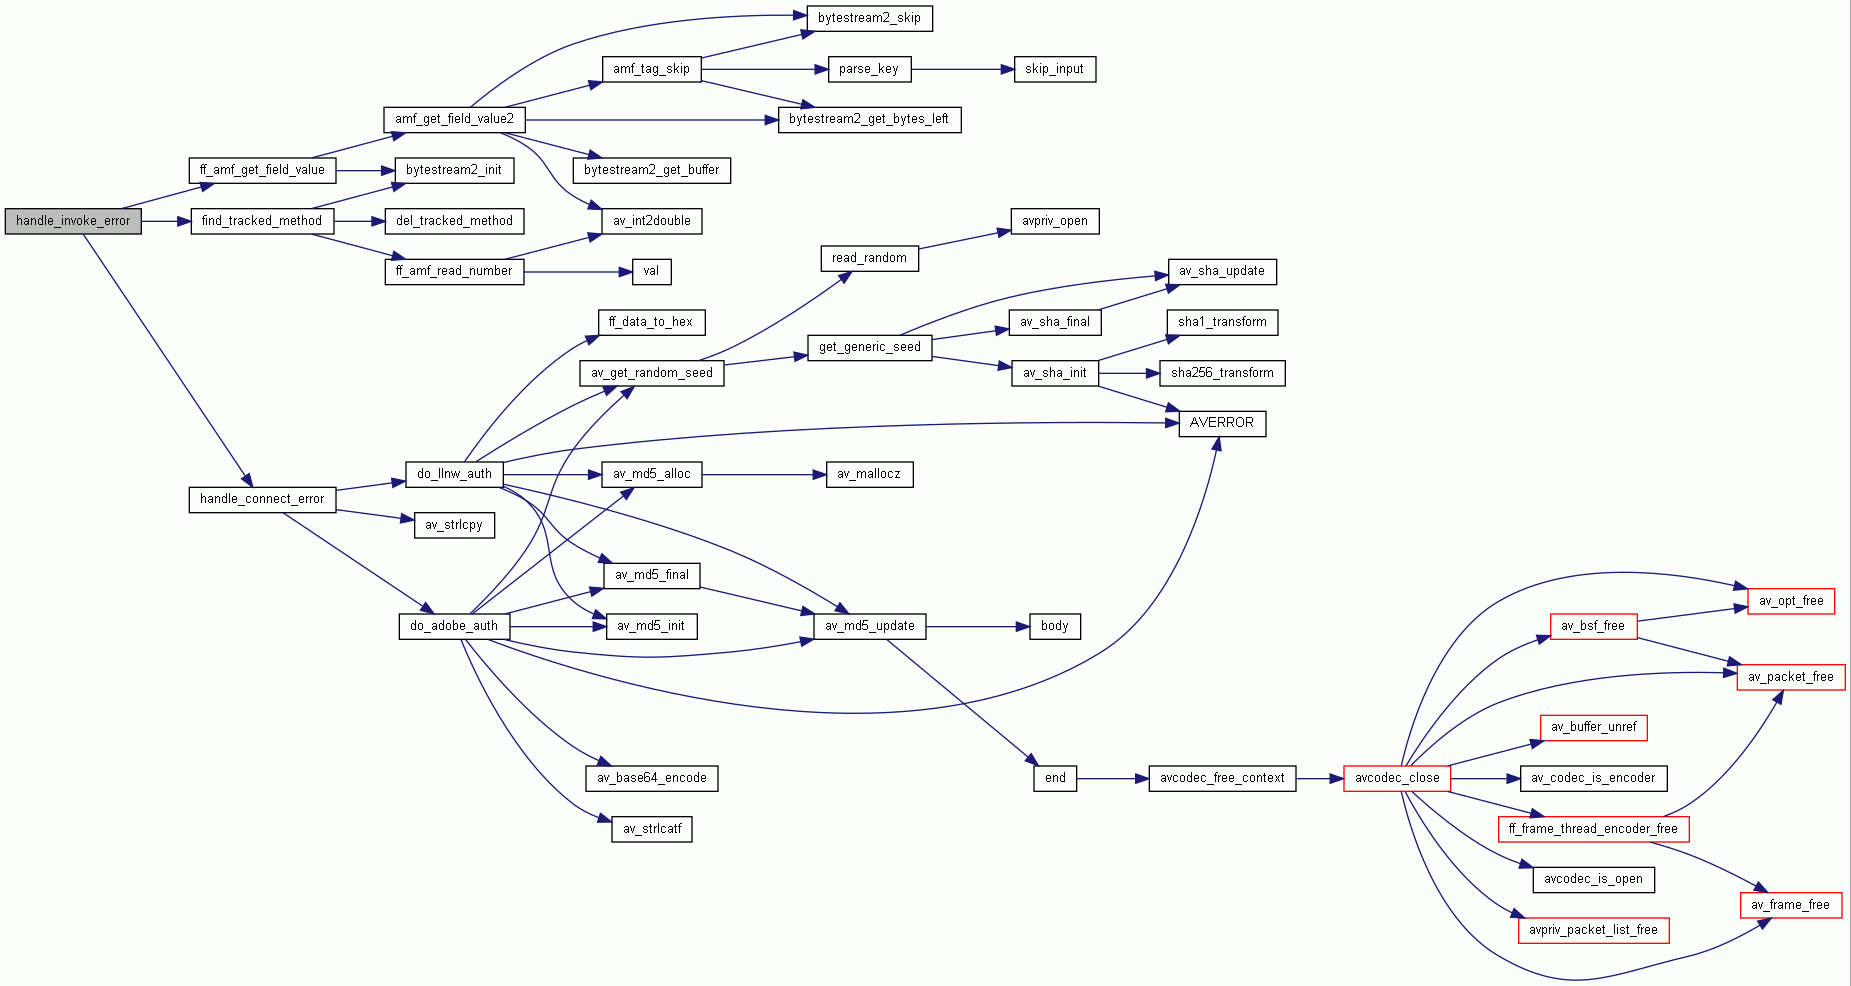 bytestream2_skip
amf_tag_skip
parse_key
skip_input
amf_get_field_value2
bytestream2_get_bytes_left
ff_amf_get_field_value
bytestream2_init
bytestream2_get_buffer
handle_invoke_error
find_tracked_method
del_tracked_method
av_int2double
avpriv_open
read_random
ff_amf_read_number
val
av_sha_update
ff_data_to_hex
av_sha_final
sha1_transform
get_generic_seed
av_get_random_seed
av_sha_init
sha256_transform
AVERROR
do_llnw_auth
av_md5_alloc
av_mallocz
handle_connect_error
av_strlcpy
av_md5_final
av_opt_free
do_adobe_auth
av_md5_init
av_md5_update
body
av_bsf_free
av_packet_free
av_buffer_unref
av_base64_encode
end
avcodec_free_context
avcodec_close
av_codec_is_encoder
av_strlcatf
ff_frame_thread_encoder_free
avcodec_is_open
av_frame_free
avpriv_packet_list_free